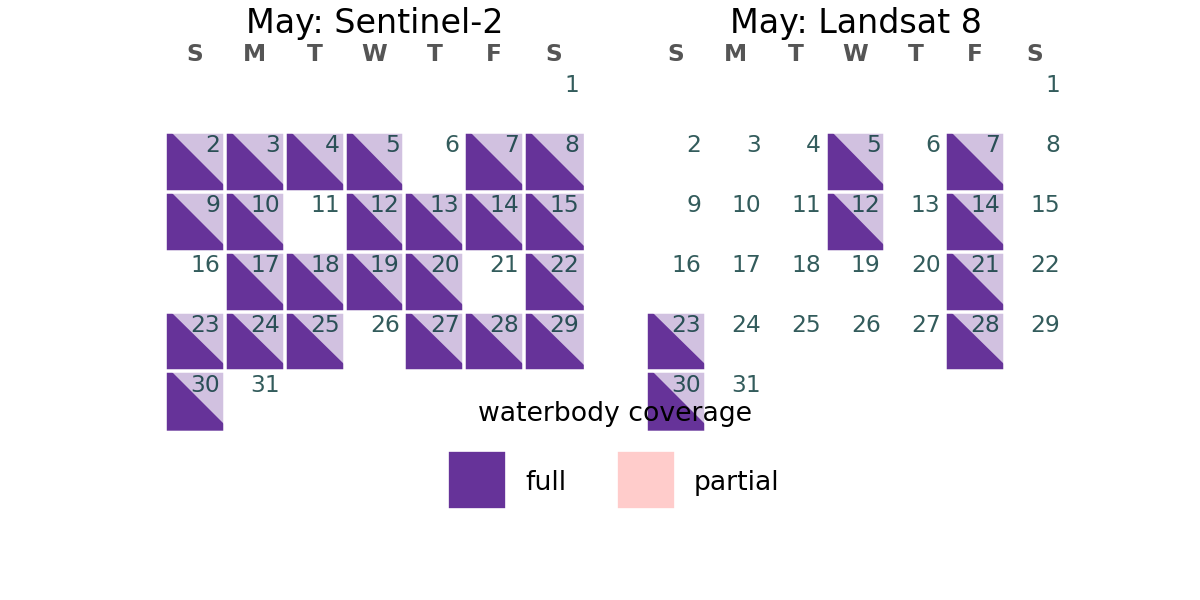 May: Sentinel-2
S M T W T F S
1
2 3 4 5 6 7 8
9 10 11 12 13 14 15
16 17 18 19 20 21 22
23 24 25 26 27 28 29
30 31
May: Landsat 8
S M T W T F S
1
2 3 4 5 6 7 8
9 10 11 12 13 14 15
16 17 18 19 20 21 22
23 24 25 26 27 28 29
30 31
waterbody coverage
full
partial